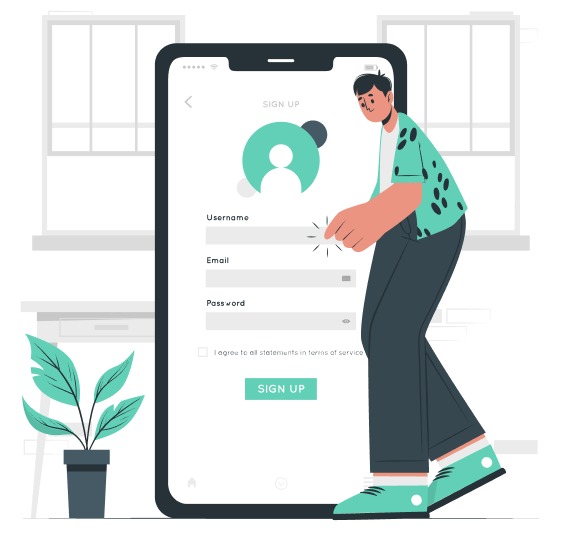 SIGN UP
Username
Email
Password
I agree to all statements in terms of service
SIGN UP